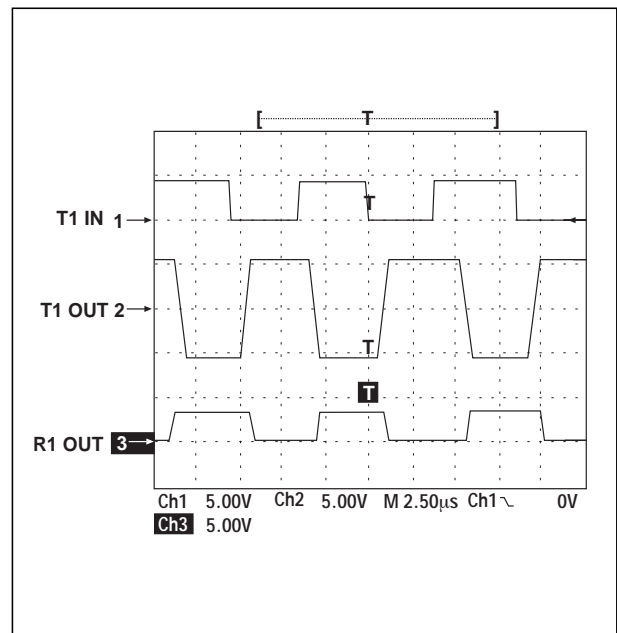 [ T ]
T1 IN 1
T
T1 OUT 2
T
T
R1 OUT 3
Ch1 5.00V Ch2 5.00V M 2.50µs Ch1 0V
Ch3 5.00V